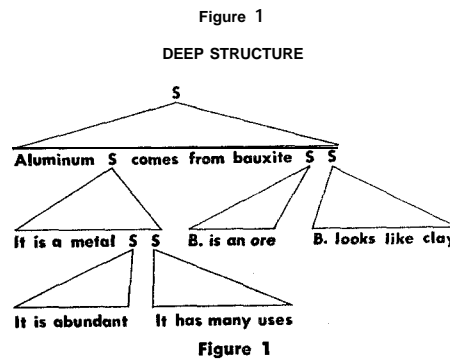 Figure 1
DEEP STRUCTURE
S
Aluminum S comes from bauxite S S
It is a metal S S B. is an ore B. looks like clay
It is abundant It has many uses
Figure 1